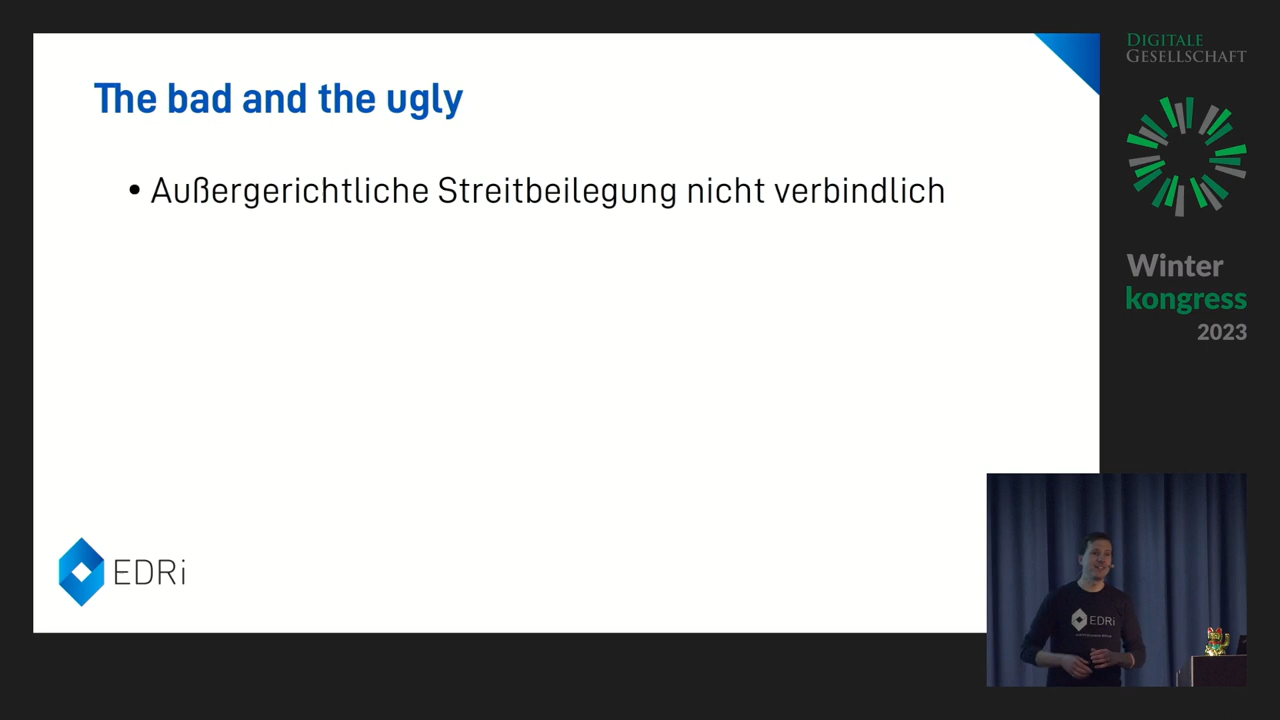 The bad and the ugly
• Außergerichtliche Streitbeilegung nicht verbindlich
EDRi
DIGITALE
GESELLSCHAFT
Winter
kongress
2023
EDRi